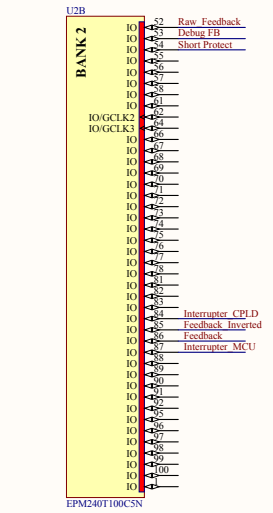 U2B
BANK 2
IO 52 Raw_Feedback
IO 53 Debug FB
IO 54 Short Protect
IO 55
IO 56
IO 57
IO 58
IO 61
IO/GCLK2 62
IO/GCLK3 64
IO 66
IO 67
IO 68
IO 69
IO 70
IO 71
IO 72
IO 73
IO 74
IO 75
IO 76
IO 77
IO 78
IO 81
IO 82
IO 83
IO 84 Interrupter_CPLD
IO 85 Feedback_Inverted
IO 86 Feedback
IO 87 Interrupter_MCU
IO 88
IO 89
IO 90
IO 91
IO 92
IO 95
IO 96
IO 97
IO 98
IO 99
IO 100
IO 1
EPM240T100C5N